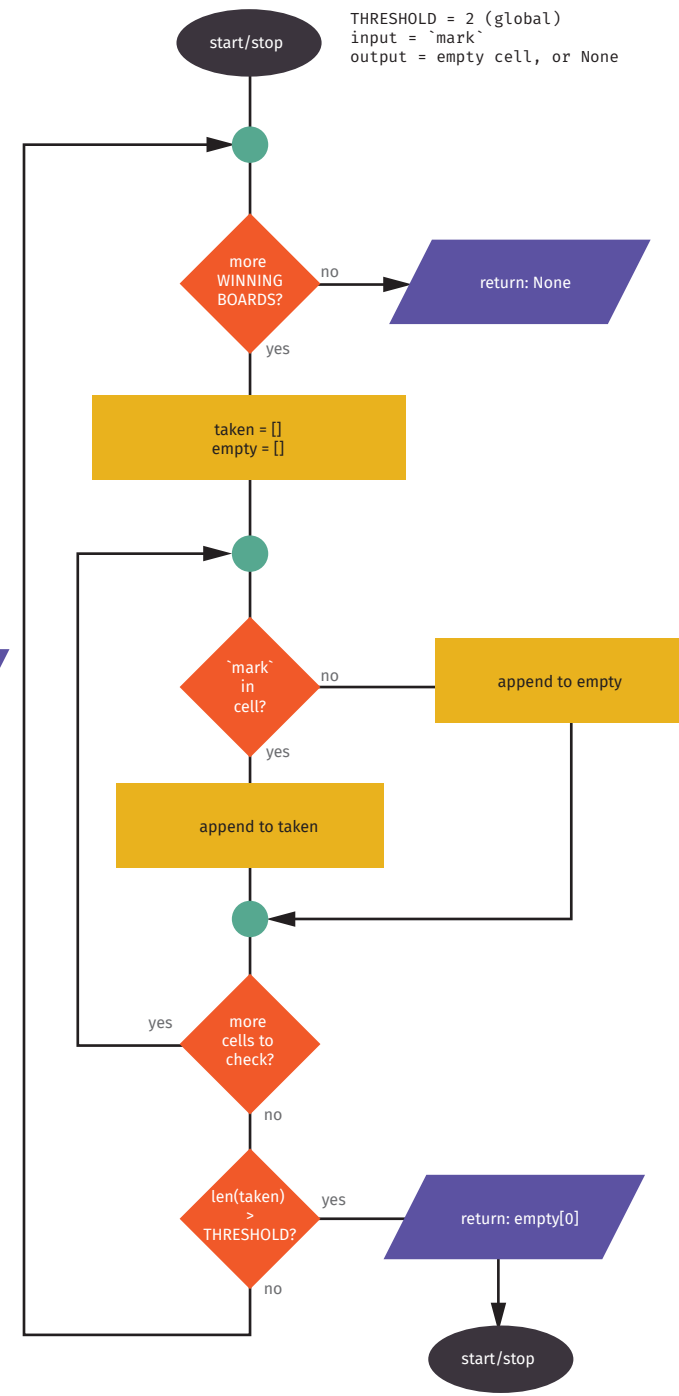 start/stop
THRESHOLD = 2 (global)
input = `mark`
output = empty cell, or None
more
WINNING
BOARDS?
no
return: None
yes
taken = []
empty = []
`mark`
in
cell?
no
append to empty
yes
append to taken
more
cells to
check?
yes
no
len(taken)
>
THRESHOLD?
yes
return: empty[0]
no
start/stop